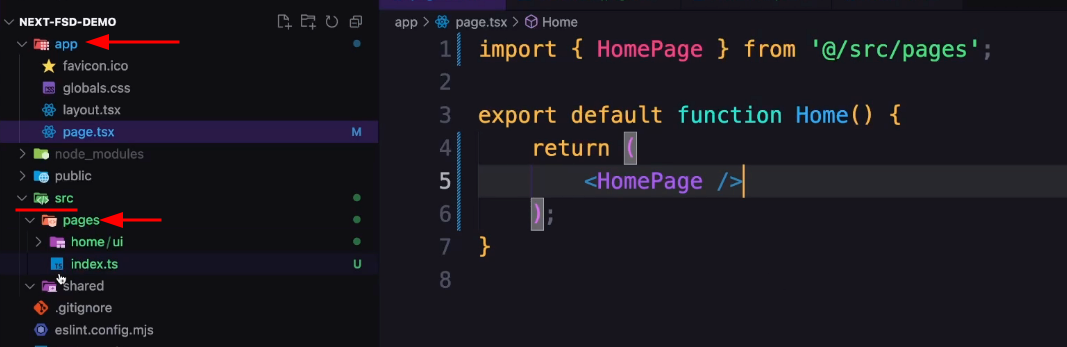 NEXT-FSD-DEMO
app
favicon.ico
globals.css
layout.tsx
page.tsx M
node_modules
public
src
pages
home/ui
TS index.ts U
shared
.gitignore
eslint.config.mjs
app > page.tsx > Home
1 import { HomePage } from '@/src/pages';
2
3 export default function Home() {
4 return (
5 <HomePage />
6 );
7 }
8